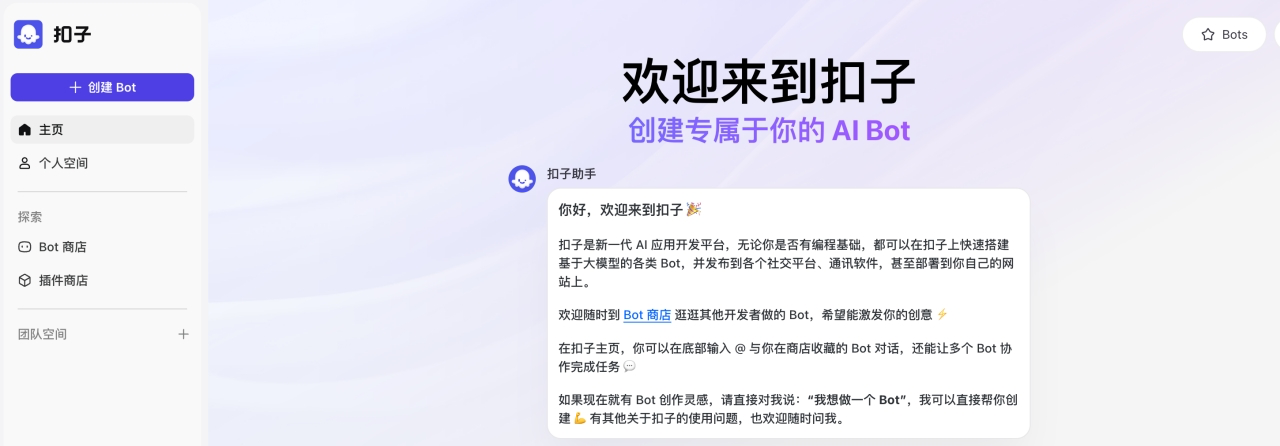 扣子
创建 Bot
主页
个人空间
探索
Bot 商店
插件商店
团队空间
Bots
欢迎来到扣子
创建专属于你的 AI Bot
扣子助手
你好，欢迎来到扣子🎉
扣子是新一代 AI 应用开发平台，无论你是否有编程基础，都可以在扣子上快速搭建
基于大模型的各类 Bot，并发布到各个社交平台、通讯软件，甚至部署到你自己的网
站上。
欢迎随时到 Bot 商店 逛逛其他开发者做的 Bot，希望能激发你的创意⚡
在扣子主页，你可以在底部输入 @ 与你在商店收藏的 Bot 对话，还能让多个 Bot 协
作完成任务💬
如果现在就有 Bot 创作灵感，请直接对我说：“我想做一个 Bot”，我可以直接帮你创
建💪有其他关于扣子的使用问题，也欢迎随时问我。